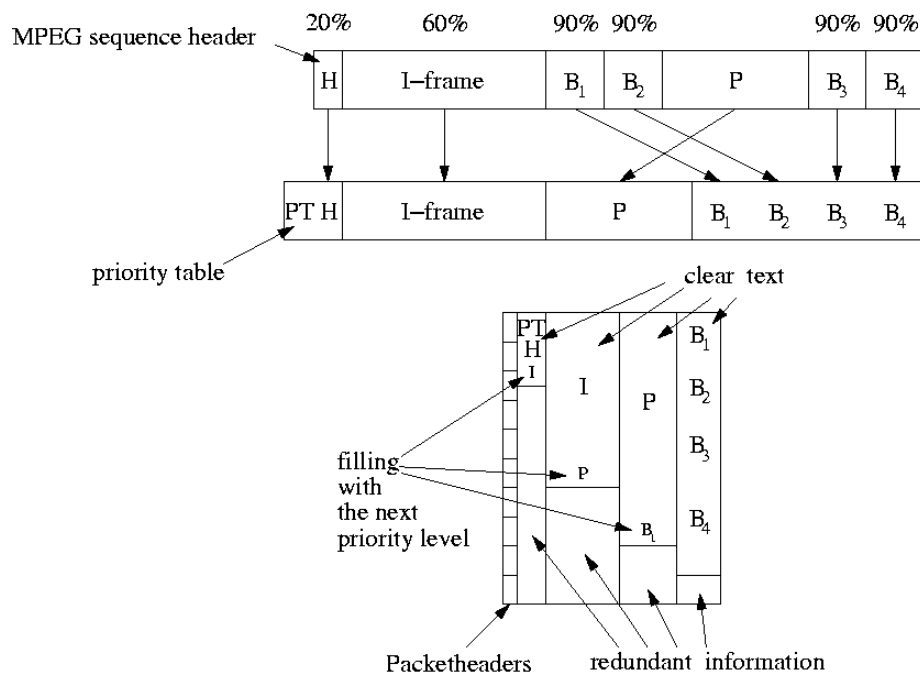 20% 60% 90% 90% 90% 90%
MPEG sequence header
H I-frame B1 B2 P B3 B4
PT H I-frame P B1 B2 B3 B4
priority table
clear text
PT
H
I
I
P
P
B1
B1
B2
B3
B4
filling
with
the next
priority level
Packetheaders
redundant information